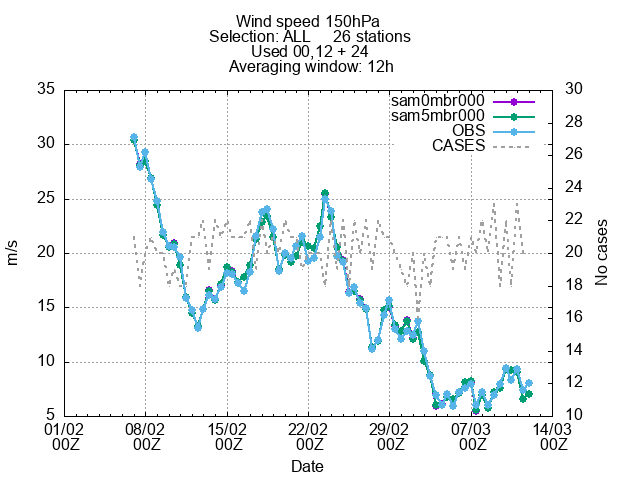 Wind speed 150hPa
Selection: ALL 26 stations
Used 00,12 + 24
Averaging window: 12h
sam0mbr000
sam5mbr000
OBS
CASES
35
30
25
20
15
10
5
m/s
30
28
26
24
22
20
18
16
14
12
10
No cases
01/02 08/02 15/02 22/02 29/02 07/03 14/03
00Z 00Z 00Z 00Z 00Z 00Z 00Z
Date